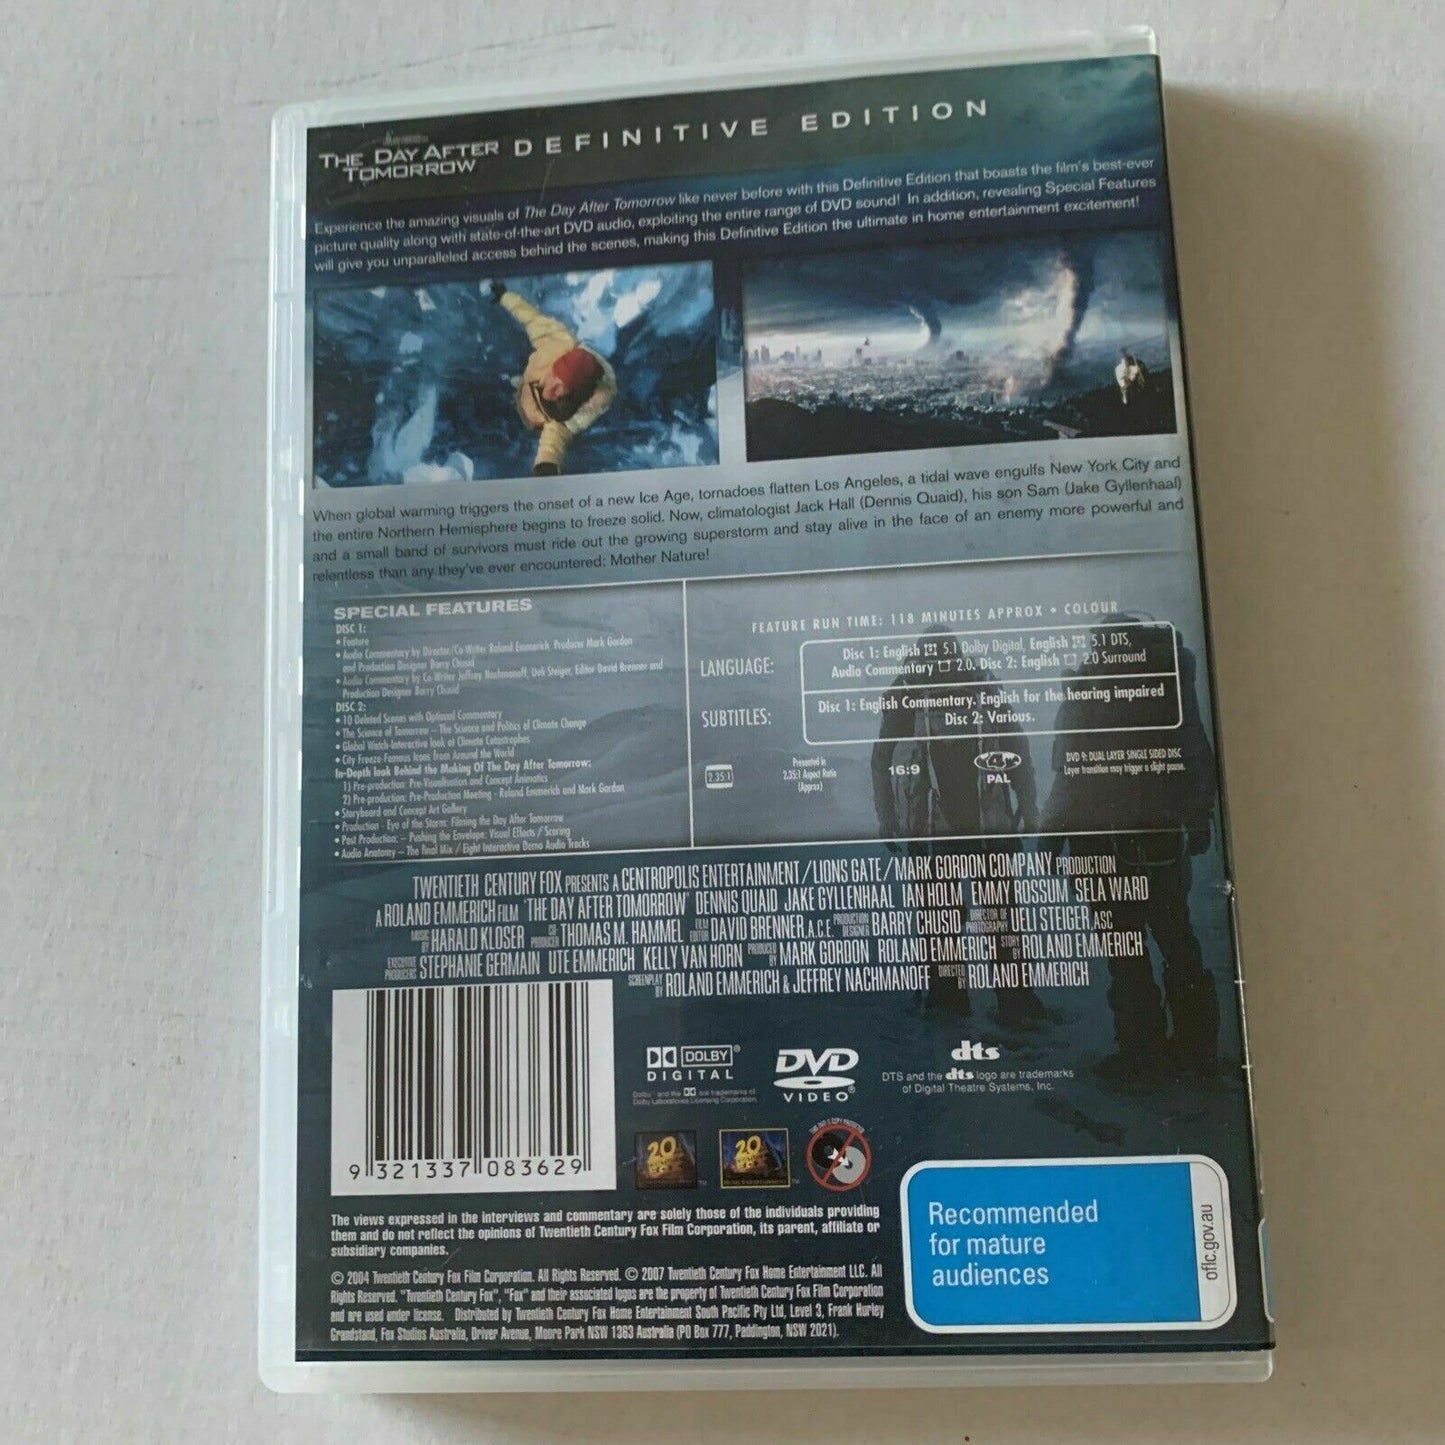 THE DAY AFTER
TOMORROW
DEFINITIVE EDITION
Experience the amazing visuals of The Day After Tomorrow like never before with this Definitive Edition that boasts the film's best-ever
picture quality along with state-of-the-art DVD audio, exploiting the entire range of DVD sound! In addition, revealing Special Features
will give you unparalleled access behind the scenes, making this Definitive Edition the ultimate in home entertainment excitement!
When global warming triggers the onset of a new Ice Age, tornadoes flatten Los Angeles, a tidal wave engulfs New York City and
the entire Northern Hemisphere begins to freeze solid. Now, climatologist Jack Hall (Dennis Quaid), his son Sam (Jake Gyllenhaal)
and a small band of survivors must ride out the growing superstorm and stay alive in the face of an enemy more powerful and
relentless than any they've ever encountered: Mother Nature!
SPECIAL FEATURES
DISC 1:
• Feature
• Audio Commentary by Director/Co-Writer Roland Emmerich, Producer Mark Gordon
and Production Designer Barry Chusid
• Audio Commentary by Co-Writer Jeffrey Nachmanoff, Ueli Steiger, Editor David Brenner and
Production Designer Barry Chusid
DISC 2:
• 10 Deleted Scenes with Optional Commentary
• The Science of Tomorrow – The Science and Politics of Climate Change
• Global Watch-Interactive look at Climate Catastrophes
• City Freeze-Famous Icons from Around the World
In-Depth look Behind the Making Of The Day After Tomorrow:
1) Pre-production: Pre-Visualisation and Concept Animatics
2) Pre-production: Pre-Production Meeting - Roland Emmerich and Mark Gordon
• Storyboard and Concept Art Gallery
• Production - Eye of the Storm: Filming the Day After Tomorrow
• Post Production: – Pushing the Envelope: Visual Effects / Scoring
• Audio Anatomy – The Final Mix / Eight Interactive Demo Audio Tracks
FEATURE RUN TIME: 118 MINUTES APPROX • COLOUR
LANGUAGE:
Disc 1: English 5.1 Dolby Digital, English 5.1 DTS,
Audio Commentary 2.0. Disc 2: English 2.0 Surround
SUBTITLES:
Disc 1: English Commentary. English for the hearing impaired
Disc 2: Various.
2.35:1
Presented in
2.35:1 Aspect Ratio
(Approx)
16:9
4
PAL
DVD 9: DUAL LAYER SINGLE SIDED DISC
Layer transition may trigger a slight pause.
TWENTIETH CENTURY FOX PRESENTS A CENTROPOLIS ENTERTAINMENT/LIONS GATE/MARK GORDON COMPANY PRODUCTION
A ROLAND EMMERICH FILM "THE DAY AFTER TOMORROW" DENNIS QUAID JAKE GYLLENHAAL IAN HOLM EMMY ROSSUM SELA WARD
MUSIC BY HARALD KLOSER CO-PRODUCER THOMAS M. HAMMEL FILM EDITOR DAVID BRENNER, A.C.E. PRODUCTION DESIGNER BARRY CHUSID DIRECTOR OF PHOTOGRAPHY UELI STEIGER, ASC
EXECUTIVE PRODUCERS STEPHANIE GERMAIN UTE EMMERICH KELLY VAN HORN PRODUCED BY MARK GORDON ROLAND EMMERICH STORY BY ROLAND EMMERICH
SCREENPLAY BY ROLAND EMMERICH & JEFFREY NACHMANOFF DIRECTED BY ROLAND EMMERICH
9 321337 083629
DOLBY®
DIGITAL
Dolby and the are trademarks of
Dolby Laboratories Licensing Corporation.
DVD
VIDEO®
dts
DTS and the dts logo are trademarks
of Digital Theatre Systems, Inc.
20
TM
20
TM
THIS DVD IS COPY PROTECTED
The views expressed in the interviews and commentary are solely those of the individuals providing
them and do not reflect the opinions of Twentieth Century Fox Film Corporation, its parent, affiliate or
subsidiary companies.
© 2004 Twentieth Century Fox Film Corporation. All Rights Reserved. © 2007 Twentieth Century Fox Home Entertainment LLC. All
Rights Reserved. "Twentieth Century Fox", "Fox" and their associated logos are the property of Twentieth Century Fox Film Corporation
and are used under license. Distributed by Twentieth Century Fox Home Entertainment South Pacific Pty Ltd, Level 3, Frank Hurley
Grandstand, Fox Studios Australia, Driver Avenue, Moore Park NSW 1363 Australia (PO Box 777, Paddington, NSW 2021).
Recommended
for mature
audiences
oflc.gov.au